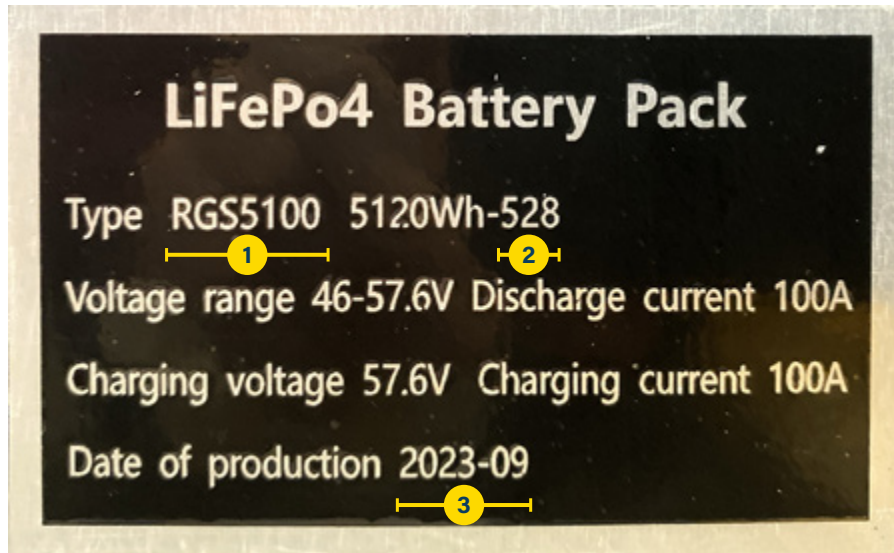 LiFePo4 Battery Pack
Type RGS5100 5120Wh-528
1 2
Voltage range 46-57.6V Discharge current 100A
Charging voltage 57.6V Charging current 100A
Date of production 2023-09
3